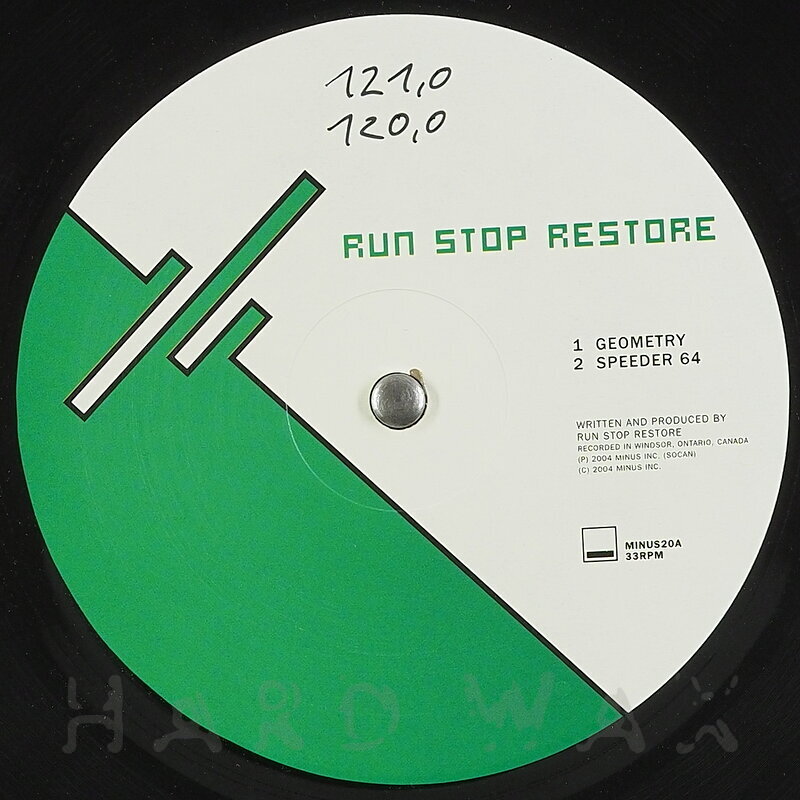 121,0
120,0
RUN STOP RESTORE
1 GEOMETRY
2 SPEEDER 64
WRITTEN AND PRODUCED BY
RUN STOP RESTORE
RECORDED IN WINDSOR, ONTARIO, CANADA
(P) 2004 MINUS INC. (SOCAN)
(C) 2004 MINUS INC.
MINUS20A
33RPM
HARD WAX